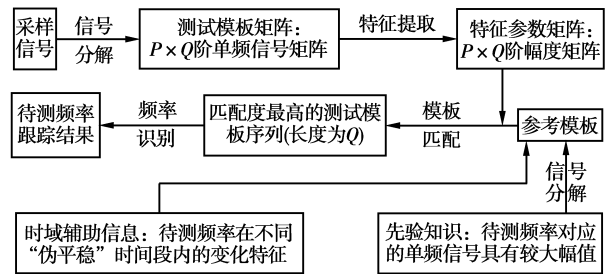 采样
信号
信号
分解
测试模板矩阵：
P×Q阶单频信号矩阵
特征提取
特征参数矩阵：
P×Q阶幅度矩阵
待测频率
跟踪结果
频率
识别
匹配度最高的测试模
板序列(长度为Q)
模板
匹配
参考模板
信号
分解
时域辅助信息：待测频率在不同
“伪平稳”时间段内的变化特征
先验知识：待测频率对应
的单频信号具有较大幅值